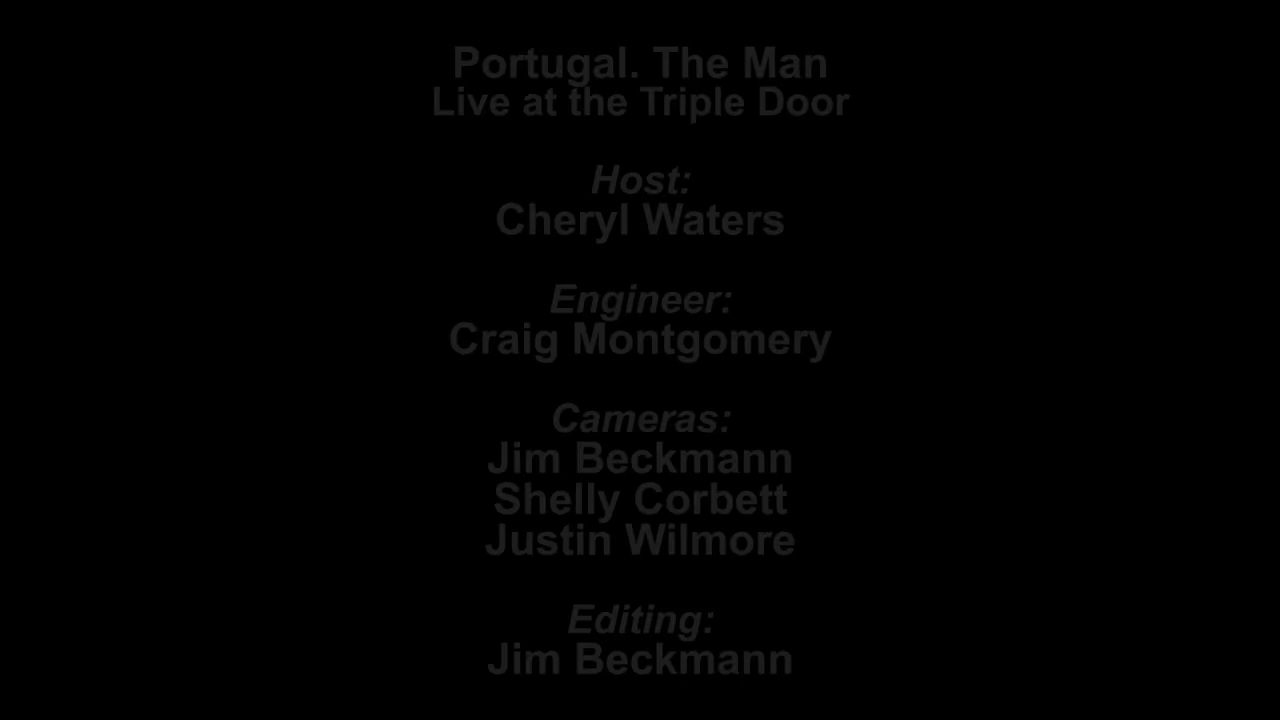 Portugal. The Man
Live at the Triple Door
Host:
Cheryl Waters
Engineer:
Craig Montgomery
Cameras:
Jim Beckmann
Shelly Corbett
Justin Wilmore
Editing:
Jim Beckmann